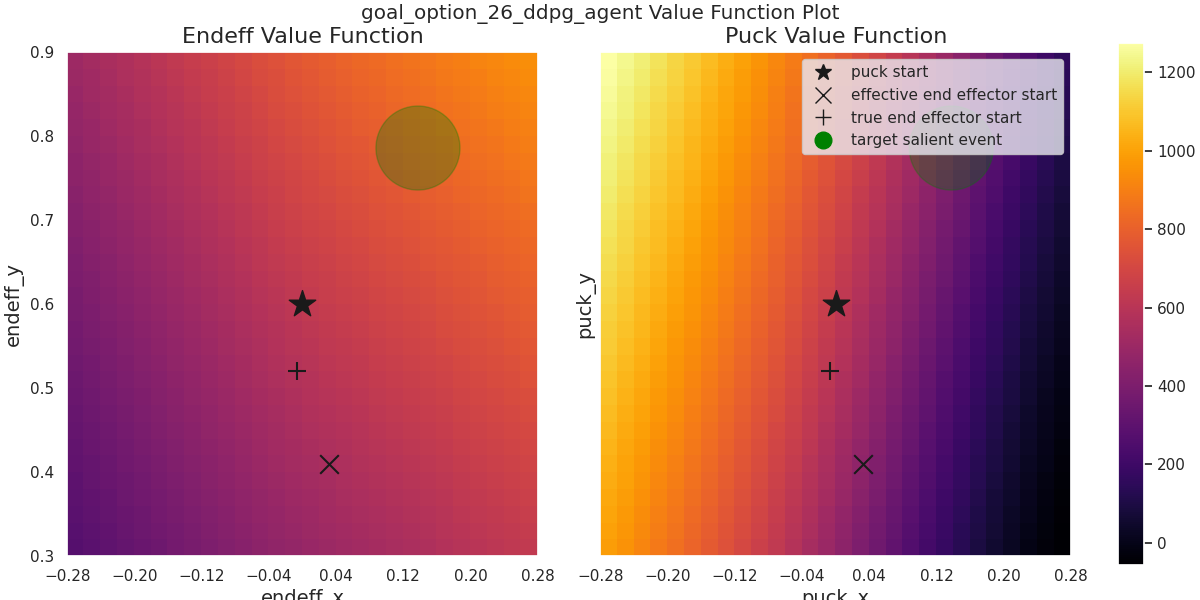 goal_option_26_ddpg_agent Value Function Plot
Endeff Value Function
Puck Value Function
puck start
effective end effector start
true end effector start
target salient event
endeff_y
0.9
0.8
0.7
0.6
0.5
0.4
0.3
−0.28 −0.20 −0.12 −0.04 0.04 0.12 0.20 0.28
endeff_x
puck_y
−0.28 −0.20 −0.12 −0.04 0.04 0.12 0.20 0.28
puck_x
1200
1000
800
600
400
200
0